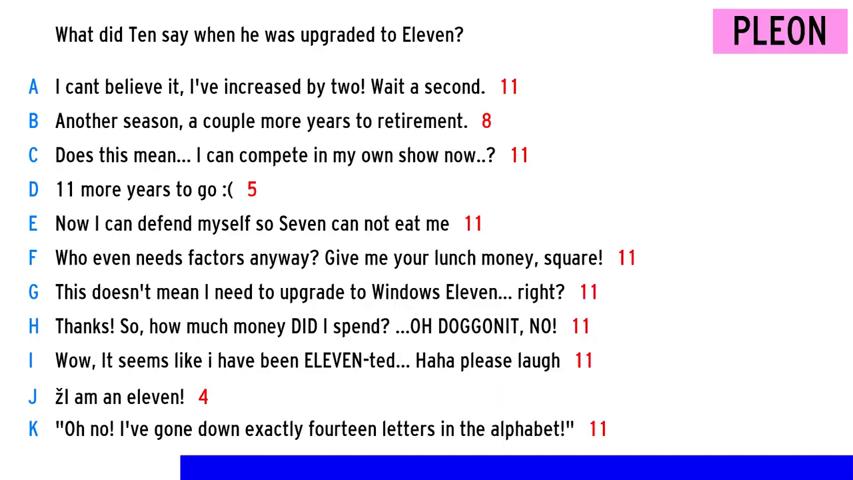 What did Ten say when he was upgraded to Eleven?
PLEON
A I cant believe it, I've increased by two! Wait a second. 11
B Another season, a couple more years to retirement. 8
C Does this mean... I can compete in my own show now..? 11
D 11 more years to go :( 5
E Now I can defend myself so Seven can not eat me 11
F Who even needs factors anyway? Give me your lunch money, square! 11
G This doesn't mean I need to upgrade to Windows Eleven... right? 11
H Thanks! So, how much money DID I spend? ...OH DOGGONIT, NO! 11
I Wow, It seems like i have been ELEVEN-ted... Haha please laugh 11
J žI am an eleven! 4
K "Oh no! I've gone down exactly fourteen letters in the alphabet!" 11